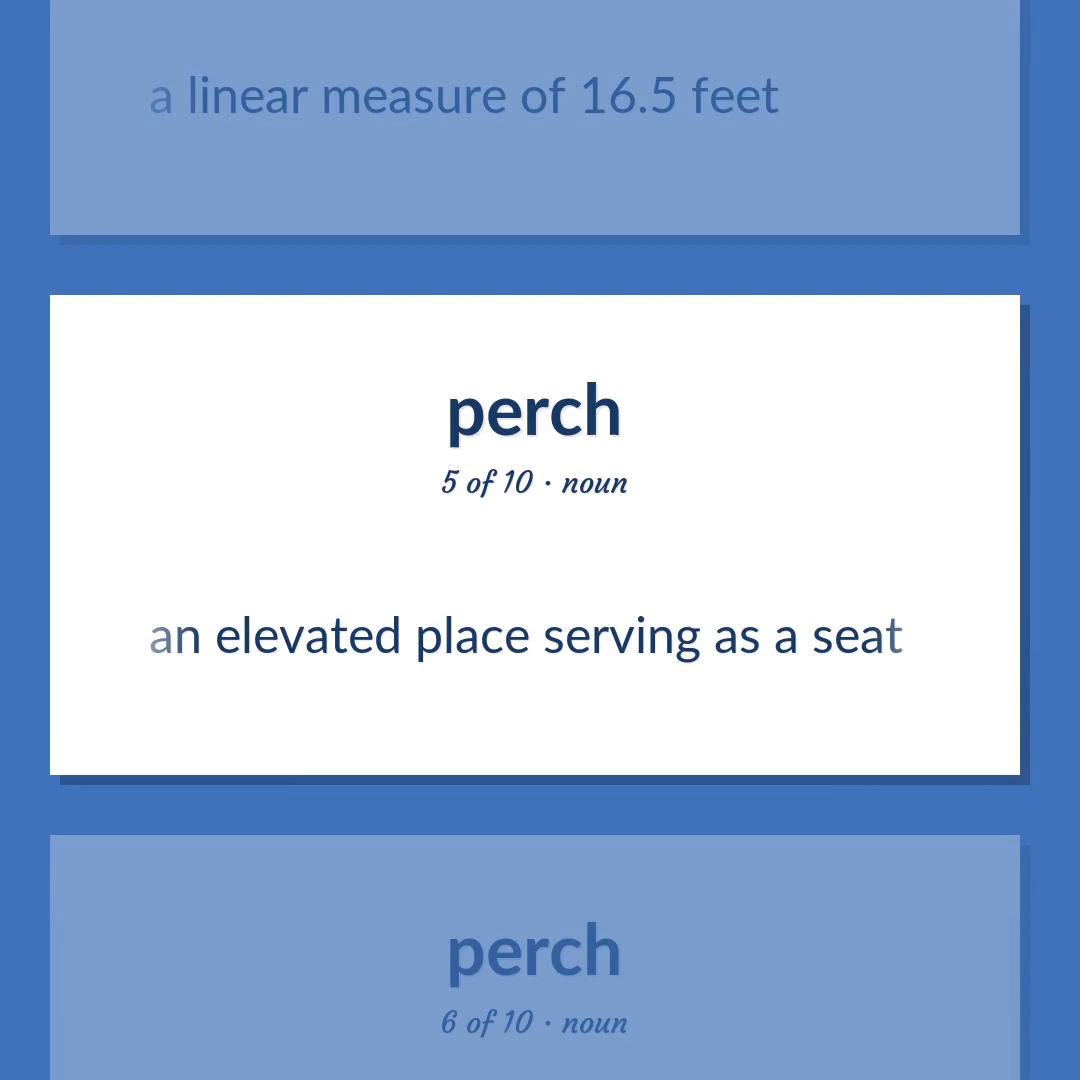 a linear measure of 16.5 feet
perch
5 of 10 · noun
an elevated place serving as a seat
perch
6 of 10 · noun